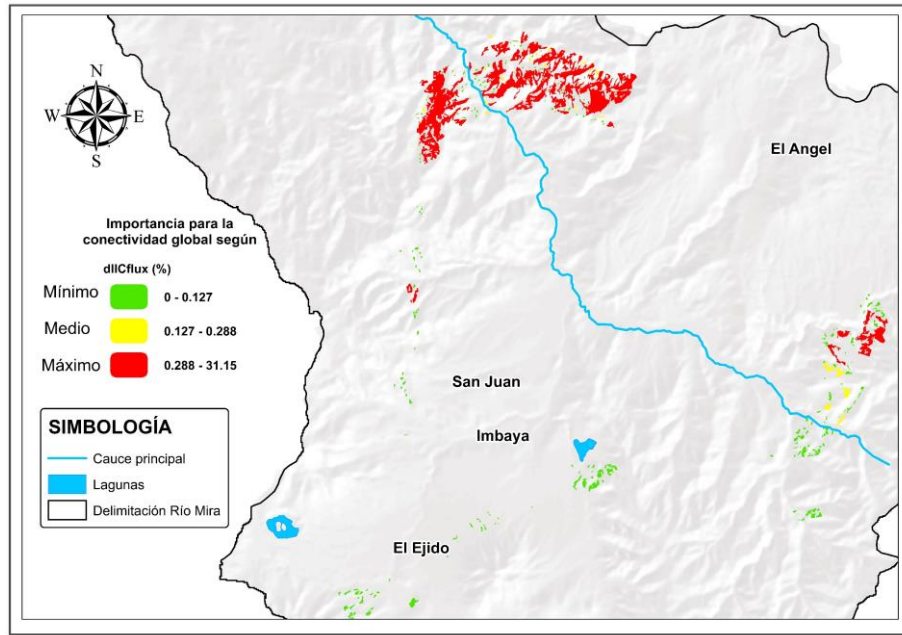 N
W
E
S
El Angel
Importancia para la
conectividad global según
dIICflux (%)
Mínimo
0 - 0.127
Medio
0.127 - 0.288
Máximo
0.288 - 31.15
San Juan
Imbaya
SIMBOLOGÍA
Cauce principal
Lagunas
Delimitación Río Mira
El Ejido